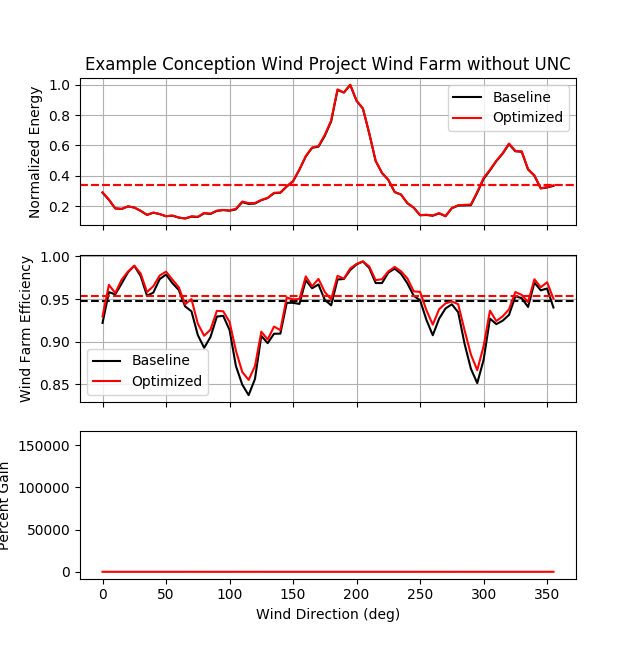 Example Conception Wind Project Wind Farm without UNC
Normalized Energy
1.0
0.8
0.6
0.4
0.2
Baseline
Optimized
Wind Farm Efficiency
1.00
0.95
0.90
0.85
Baseline
Optimized
Percent Gain
150000
100000
50000
0
0 50 100 150 200 250 300 350
Wind Direction (deg)